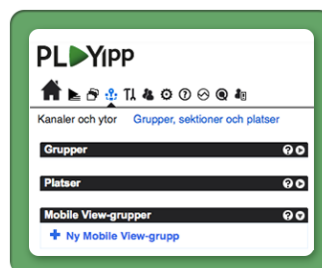 PLAYipp
Kanaler och ytor Grupper, sektioner och platser
Grupper
Platser
Mobile View-grupper
Ny Mobile View-grupp